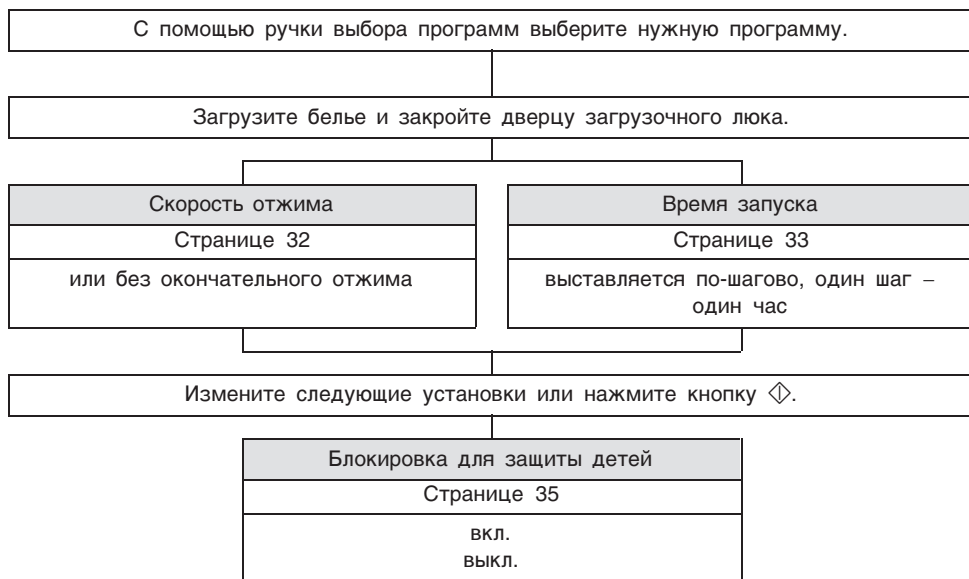 С помощью ручки выбора программ выберите нужную программу.
Загрузите белье и закройте дверцу загрузочного люка.
Скорость отжима
Странице 32
или без окончательного отжима
Время запуска
Странице 33
выставляется по-шагово, один шаг –
один час
Измените следующие установки или нажмите кнопку .
Блокировка для защиты детей
Странице 35
вкл.
выкл.